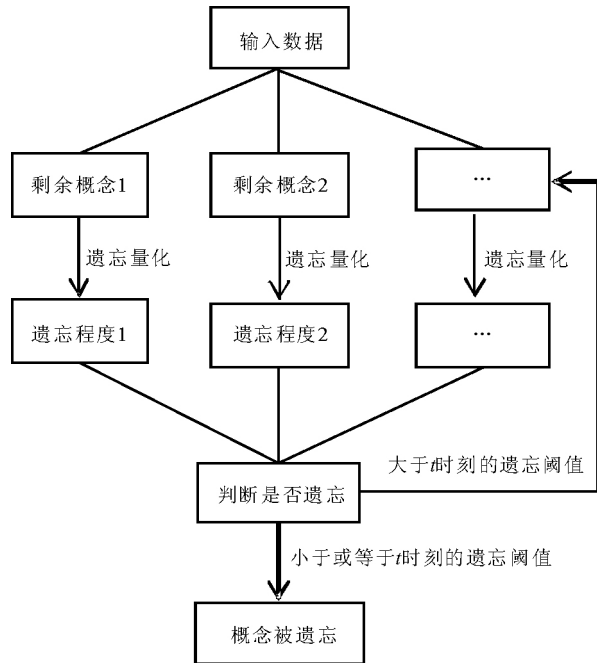 输入数据
剩余概念1
剩余概念2
...
遗忘量化
遗忘量化
遗忘量化
遗忘程度1
遗忘程度2
...
大于t时刻的遗忘阈值
判断是否遗忘
小于或等于t时刻的遗忘阈值
概念被遗忘